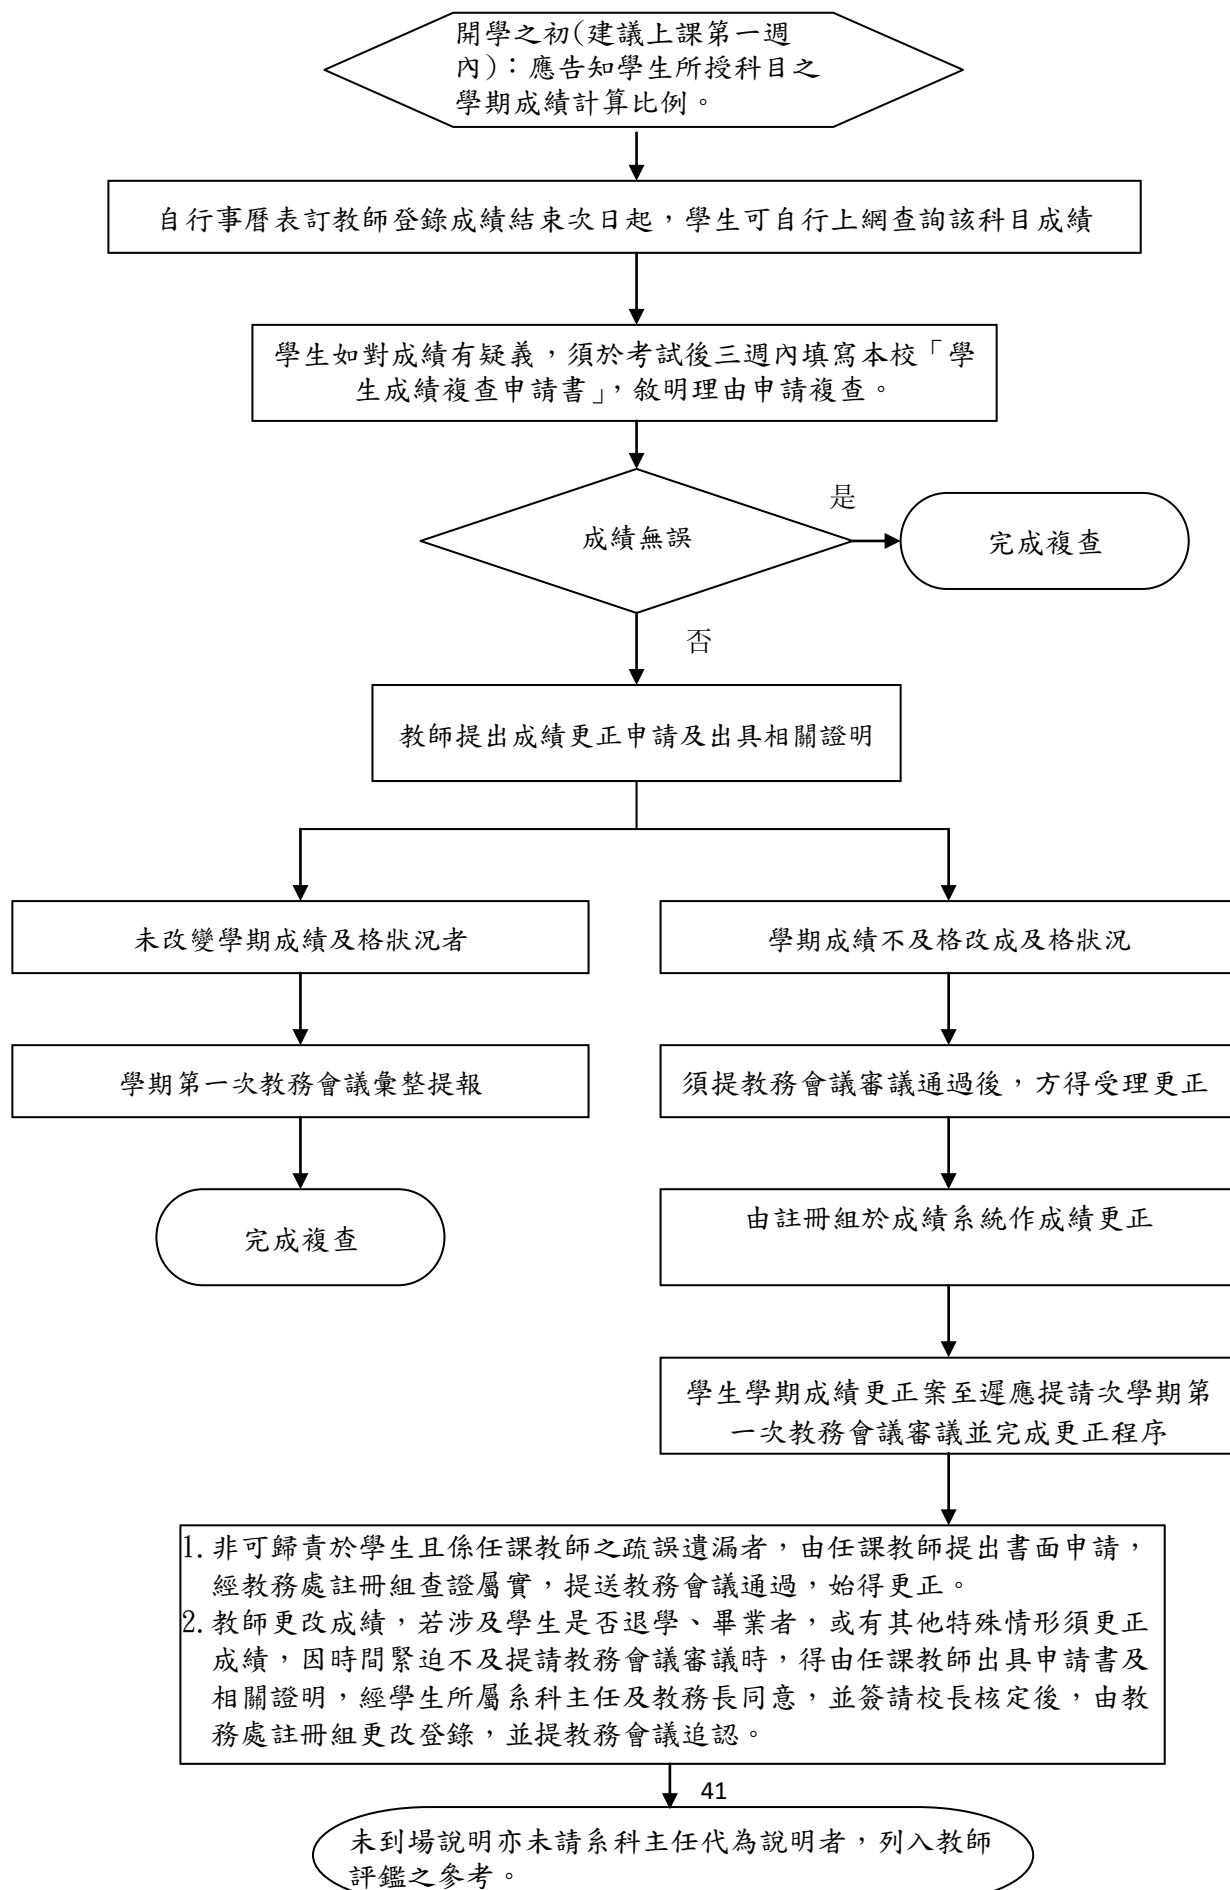 開學之初(建議上課第一週
內)：應告知學生所授科目之
學期成績計算比例。
自行事曆表訂教師登錄成績結束次日起，學生可自行上網查詢該科目成績
學生如對成績有疑義，須於考試後三週內填寫本校「學
生成績複查申請書」，敘明理由申請複查。
成績無誤
是
完成複查
否
教師提出成績更正申請及出具相關證明
未改變學期成績及格狀況者
學期成績不及格改成及格狀況
學期第一次教務會議彙整提報
須提教務會議審議通過後，方得受理更正
完成複查
由註冊組於成績系統作成績更正
學生學期成績更正案至遲應提請次學期第
一次教務會議審議並完成更正程序
1. 非可歸責於學生且係任課教師之疏誤遺漏者，由任課教師提出書面申請，
經教務處註冊組查證屬實，提送教務會議通過，始得更正。
2. 教師更改成績，若涉及學生是否退學、畢業者，或有其他特殊情形須更正
成績，因時間緊迫不及提請教務會議審議時，得由任課教師出具申請書及
相關證明，經學生所屬系科主任及教務長同意，並簽請校長核定後，由教
務處註冊組更改登錄，並提教務會議追認。
41
未到場說明亦未請系科主任代為說明者，列入教師
評鑑之參考。